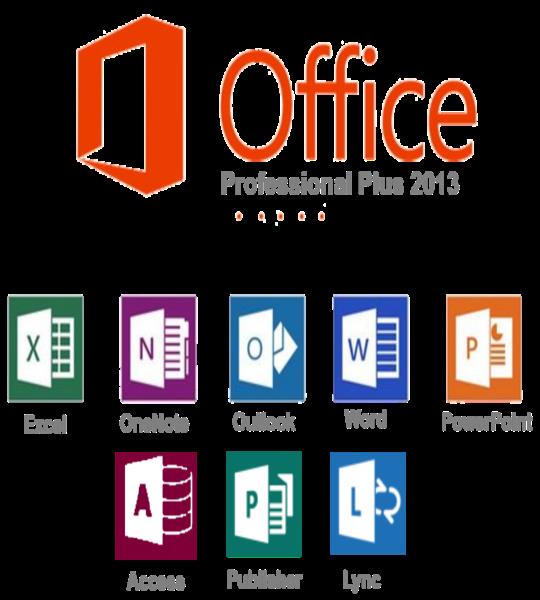 Office
Professional Plus 2013
X N O W P
Excel OneNote Outlook Word PowerPoint
A P L
Access Publisher Lync